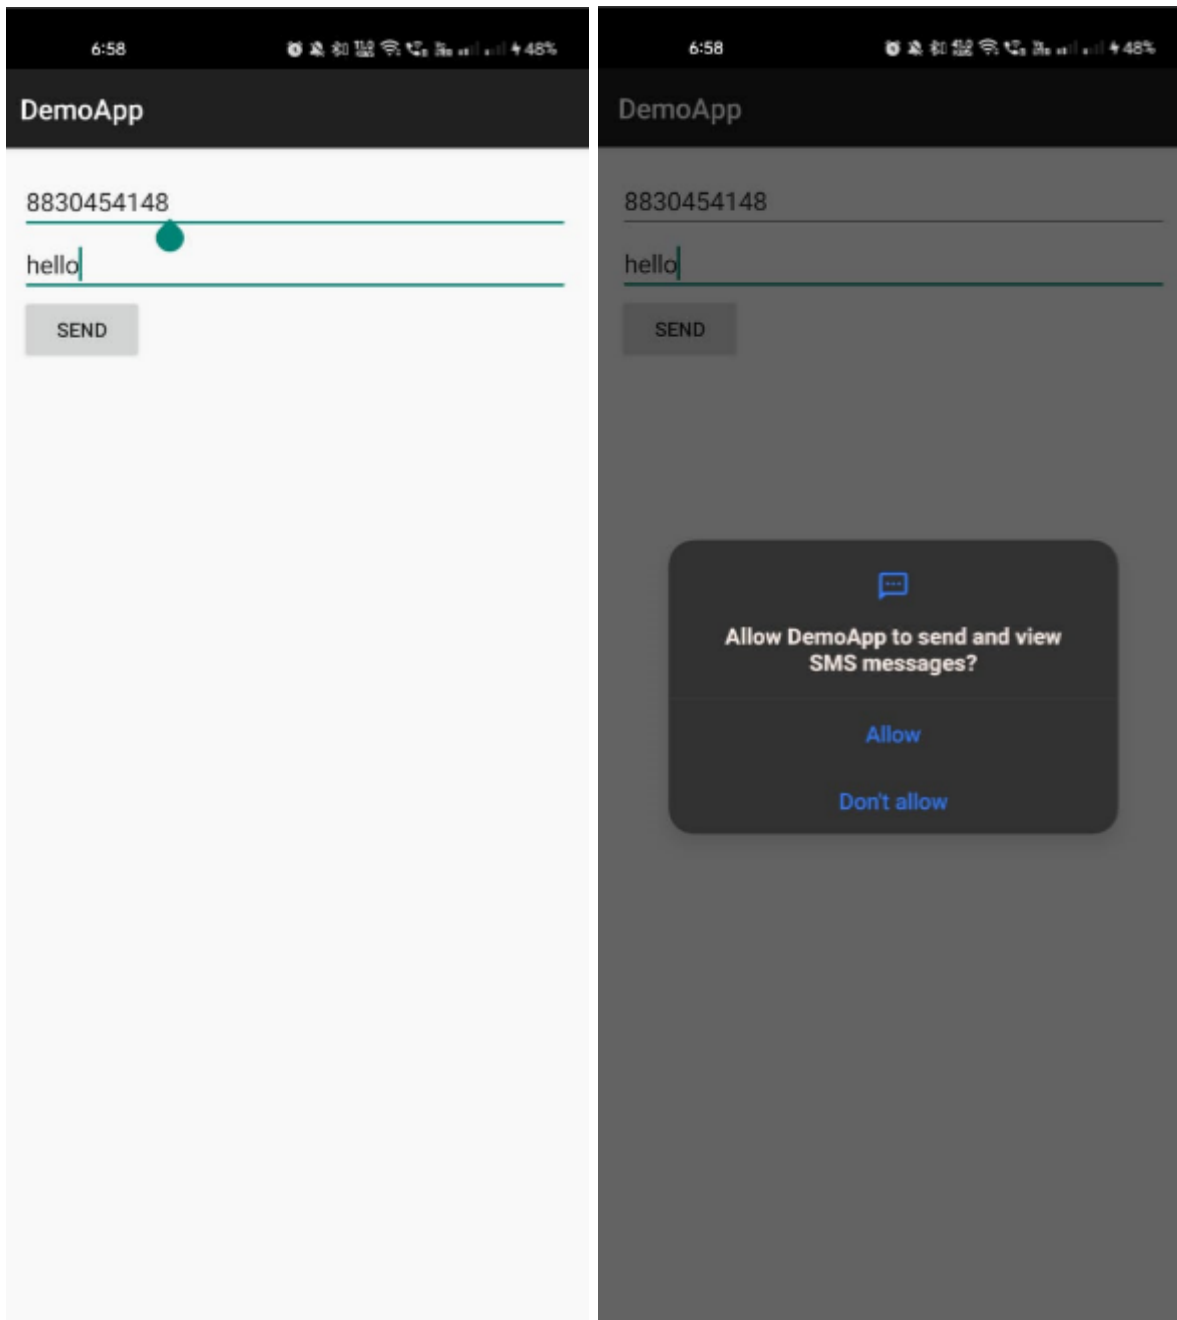 6:58
48%
DemoApp
8830454148
hello
SEND
6:58
48%
DemoApp
8830454148
hello
SEND
Allow DemoApp to send and view
SMS messages?
Allow
Don't allow